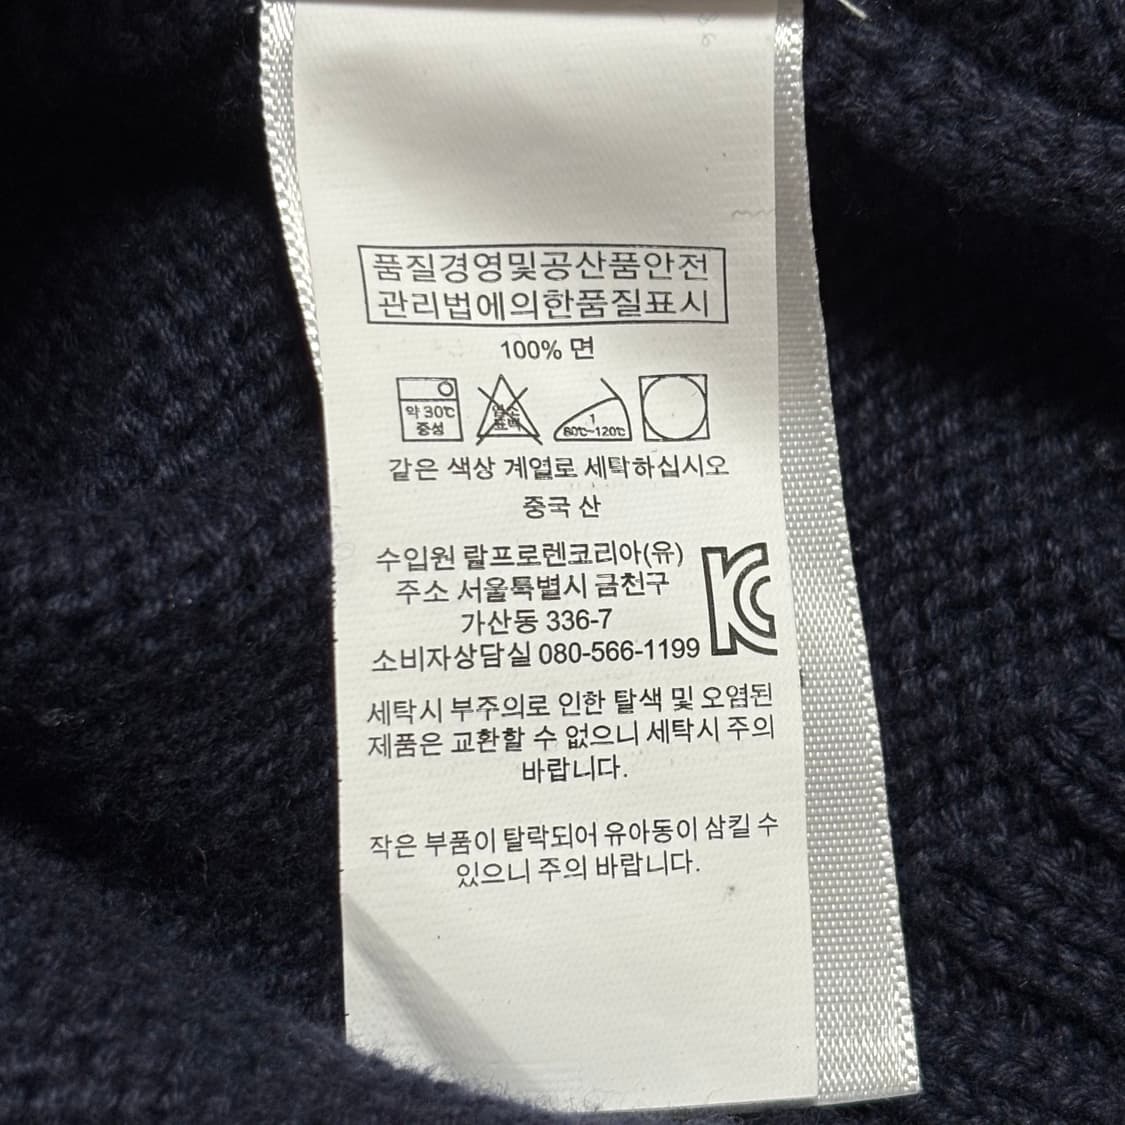 품질경영및공산품안전
관리법에의한품질표시
100% 면
약 30℃
중성
염소
표백
1
80℃~120℃
같은 색상 계열로 세탁하십시오
중국 산
수입원 랄프로렌코리아(유)
주소 서울특별시 금천구
가산동 336-7
소비자상담실 080-566-1199
세탁시 부주의로 인한 탈색 및 오염된
제품은 교환할 수 없으니 세탁시 주의
바랍니다.
작은 부품이 탈락되어 유아동이 삼킬 수
있으니 주의 바랍니다.